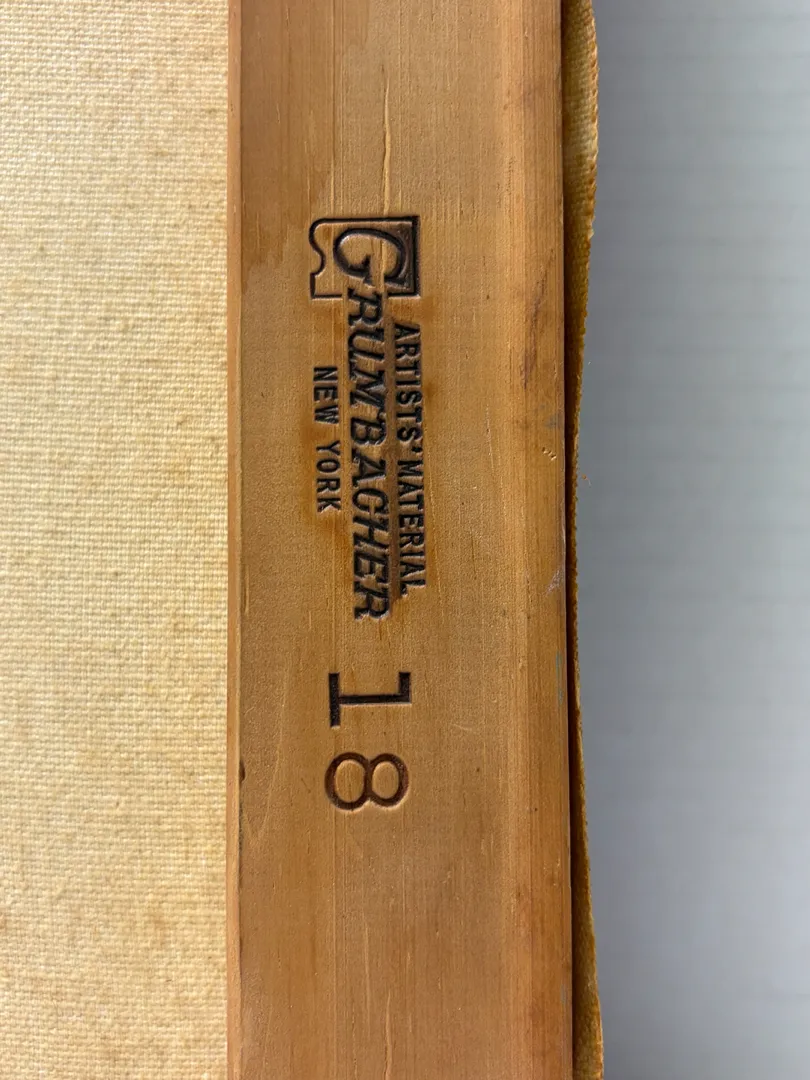 ARTISTS' MATERIAL
GRUMBACHER
NEW YORK
18